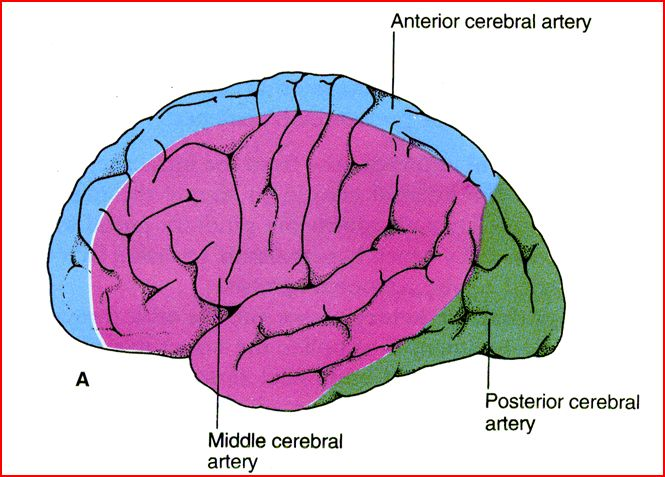 Anterior cerebral artery
A
Posterior cerebral
artery
Middle cerebral
artery